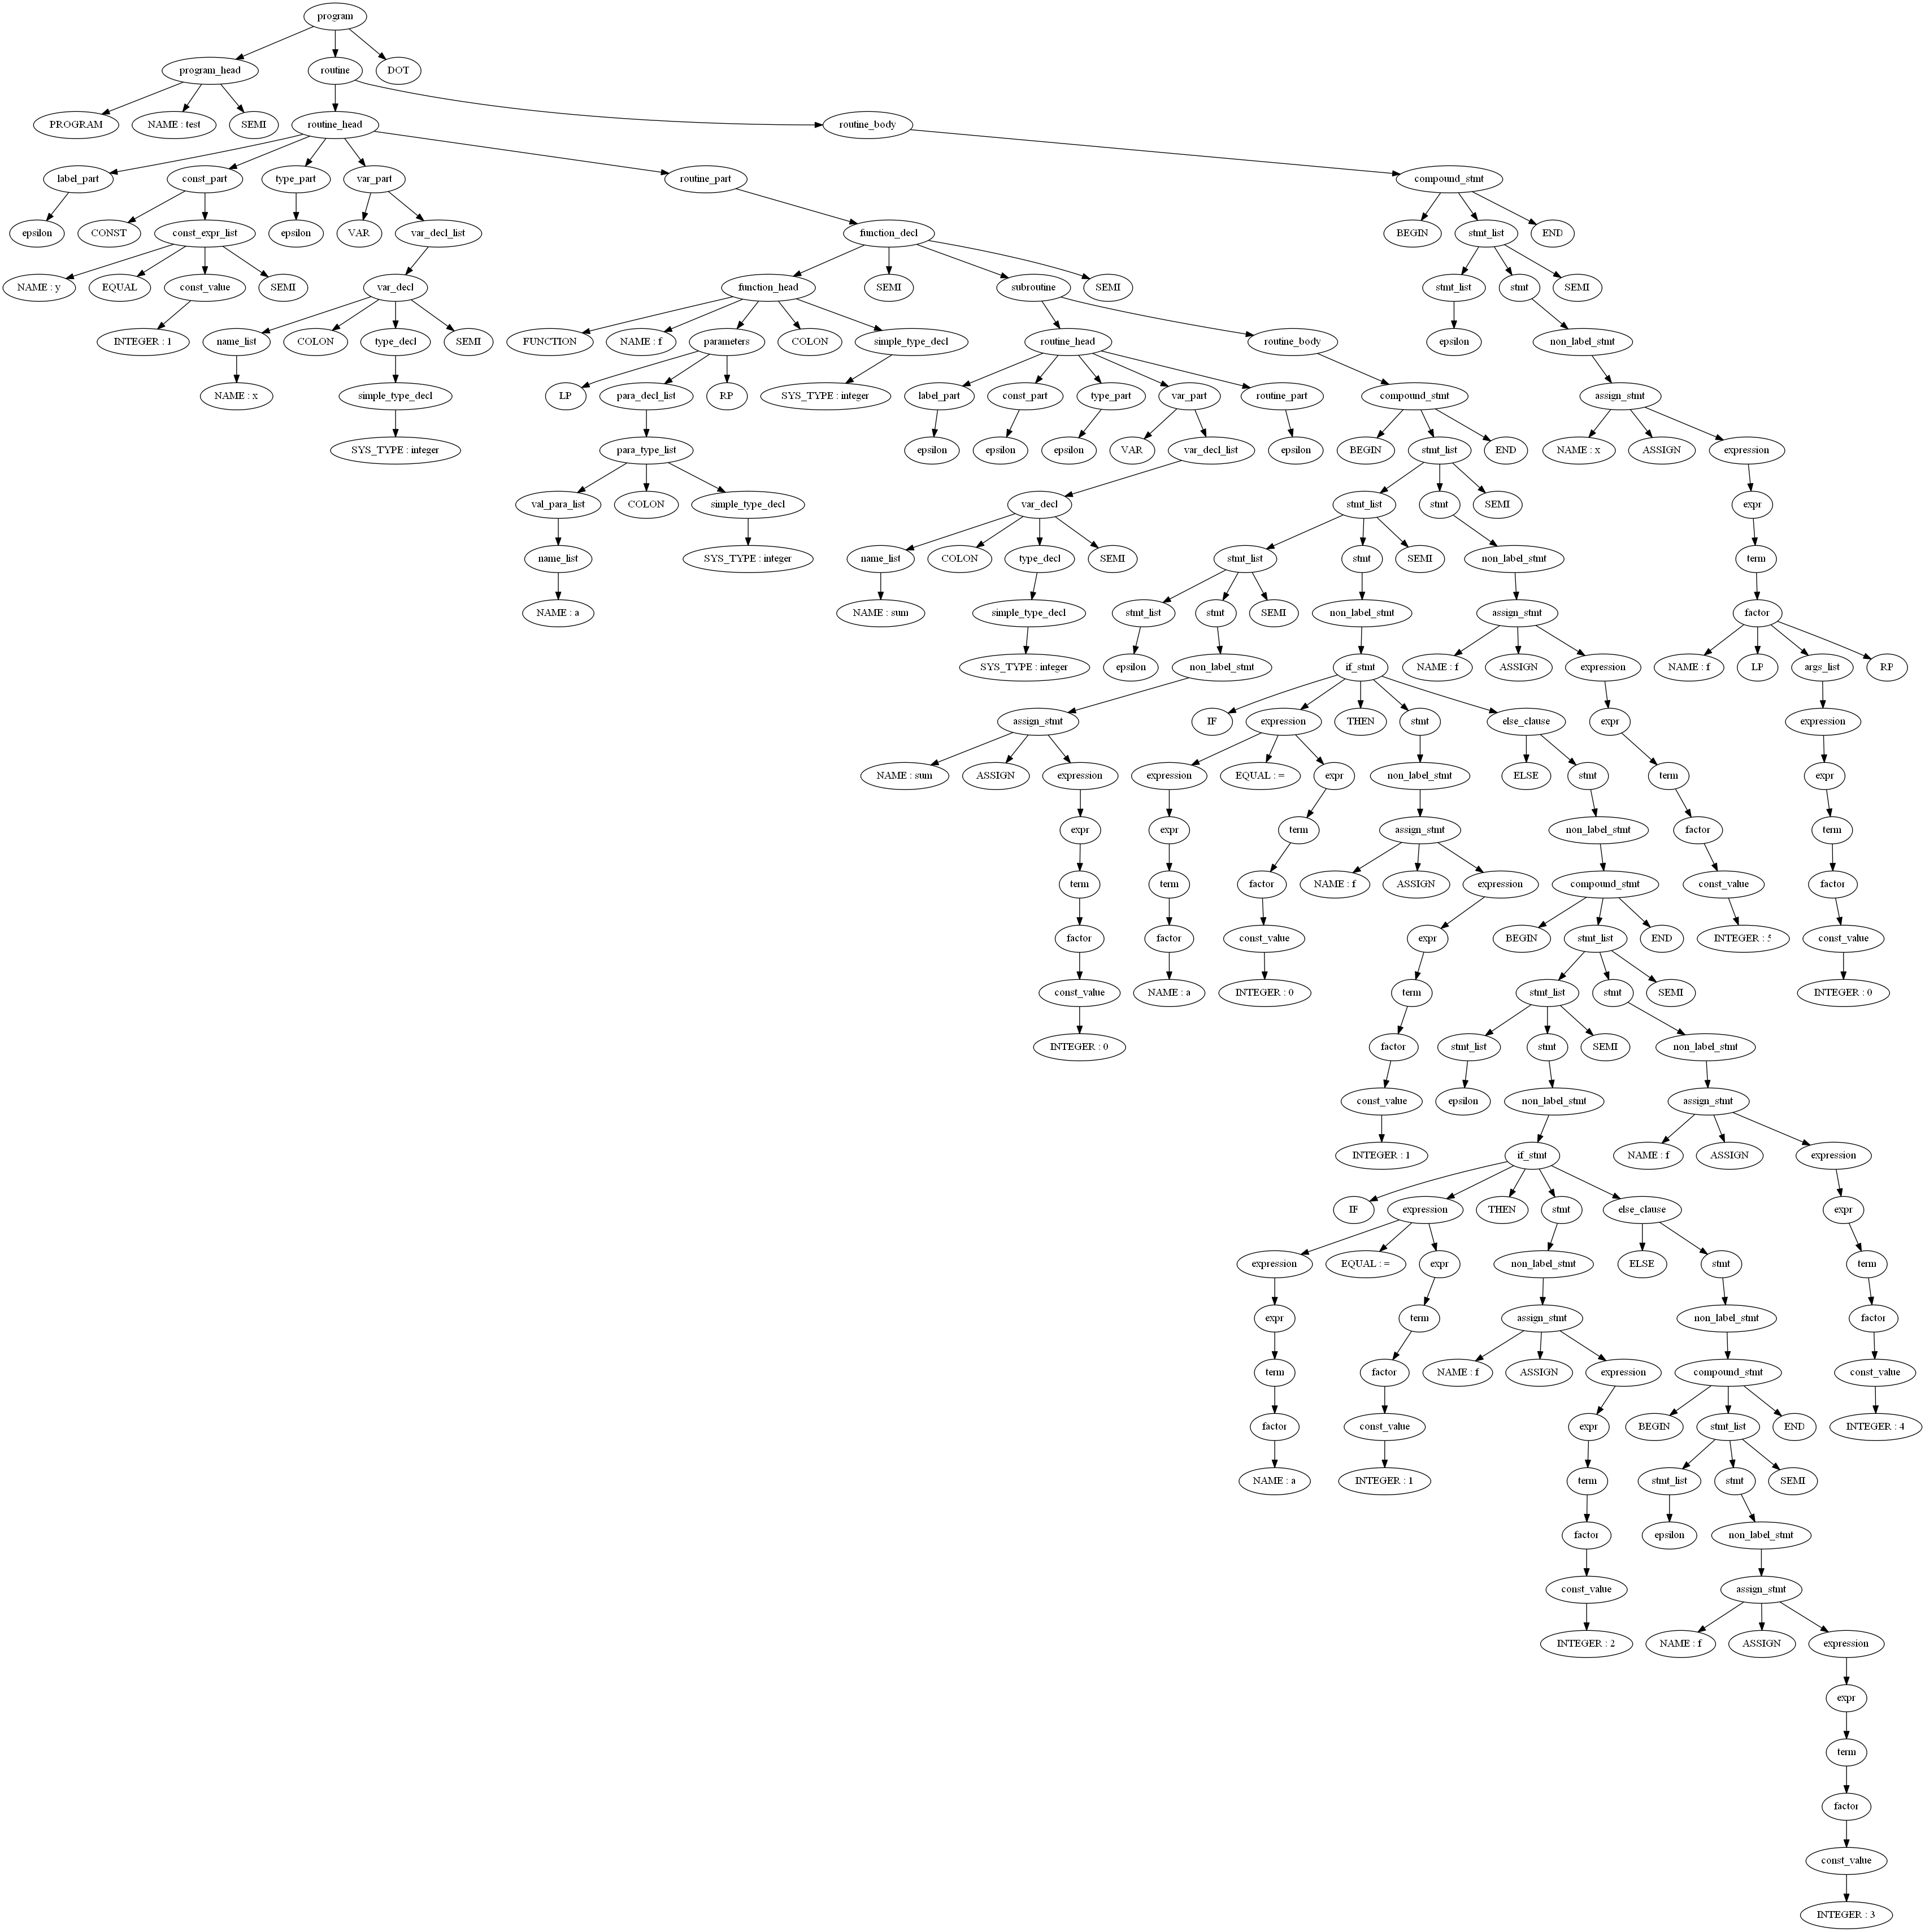 program
program_head routine DOT
PROGRAM NAME : test SEMI routine_head routine_body
label_part const_part type_part var_part routine_part compound_stmt
epsilon CONST const_expr_list epsilon VAR var_decl_list function_decl BEGIN stmt_list END
NAME : y EQUAL const_value SEMI var_decl function_head SEMI subroutine SEMI stmt_list stmt SEMI
INTEGER : 1 name_list COLON type_decl SEMI FUNCTION NAME : f parameters COLON simple_type_decl routine_head routine_body epsilon non_label_stmt
NAME : x simple_type_decl LP para_decl_list RP SYS_TYPE : integer label_part const_part type_part var_part routine_part compound_stmt assign_stmt
SYS_TYPE : integer para_type_list epsilon epsilon epsilon VAR var_decl_list epsilon BEGIN stmt_list END NAME : x ASSIGN expression
val_para_list COLON simple_type_decl var_decl stmt_list stmt SEMI expr
name_list SYS_TYPE : integer name_list COLON type_decl SEMI stmt_list stmt SEMI non_label_stmt term
NAME : a NAME : sum simple_type_decl stmt_list stmt SEMI non_label_stmt assign_stmt factor
SYS_TYPE : integer epsilon non_label_stmt if_stmt NAME : f ASSIGN expression NAME : f LP args_list RP
assign_stmt IF expression THEN stmt else_clause expr expression
NAME : sum ASSIGN expression expression EQUAL : = expr non_label_stmt ELSE stmt term expr
expr expr term assign_stmt non_label_stmt factor term
term term factor NAME : f ASSIGN expression compound_stmt const_value factor
factor factor const_value expr BEGIN stmt_list END INTEGER : 5 const_value
const_value NAME : a INTEGER : 0 term stmt_list stmt SEMI INTEGER : 0
INTEGER : 0 factor stmt_list stmt SEMI non_label_stmt
const_value epsilon non_label_stmt assign_stmt
INTEGER : 1 if_stmt NAME : f ASSIGN expression
IF expression THEN stmt else_clause expr
expression EQUAL : = expr non_label_stmt ELSE stmt term
expr term assign_stmt non_label_stmt factor
term factor NAME : f ASSIGN expression compound_stmt const_value
factor const_value expr BEGIN stmt_list END INTEGER : 4
NAME : a INTEGER : 1 term stmt_list stmt SEMI
factor epsilon non_label_stmt
const_value assign_stmt
INTEGER : 2 NAME : f ASSIGN expression
expr
term
factor
const_value
INTEGER : 3